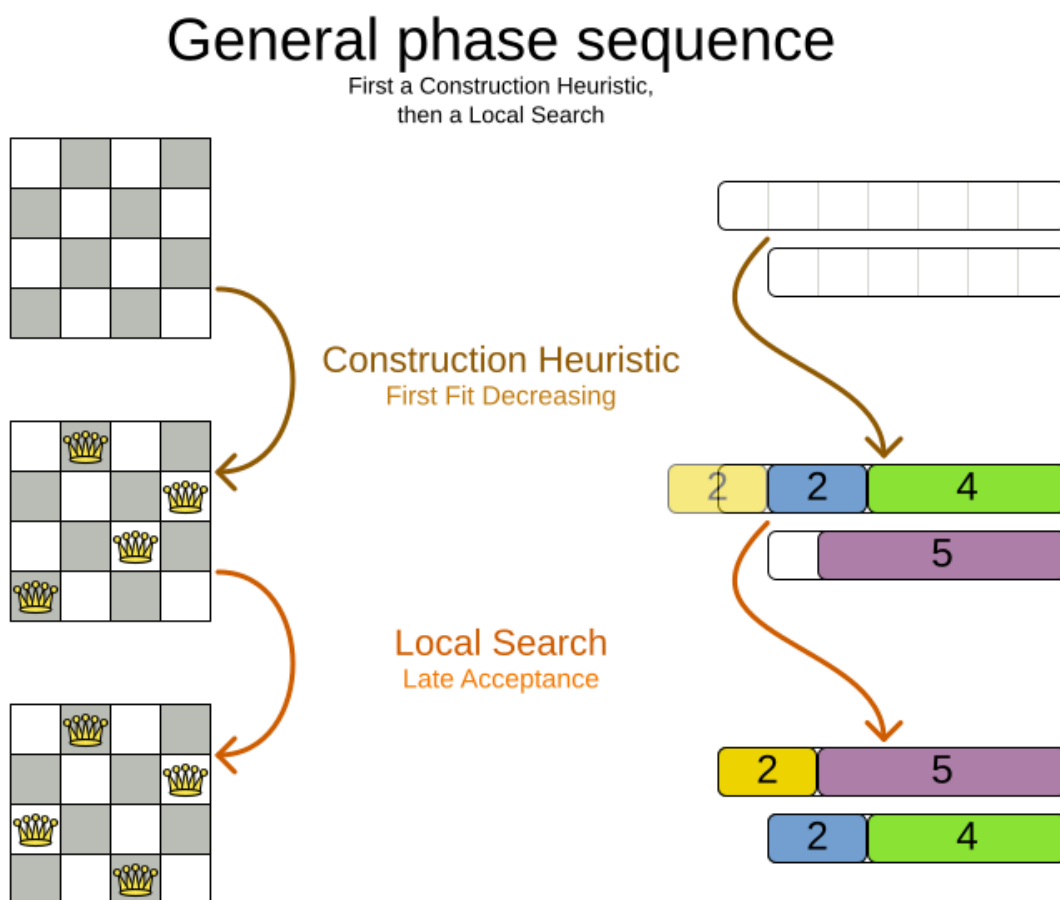 General phase sequence
First a Construction Heuristic,
then a Local Search
Construction Heuristic
First Fit Decreasing
2 2 4
5
Local Search
Late Acceptance
2 5
2 4